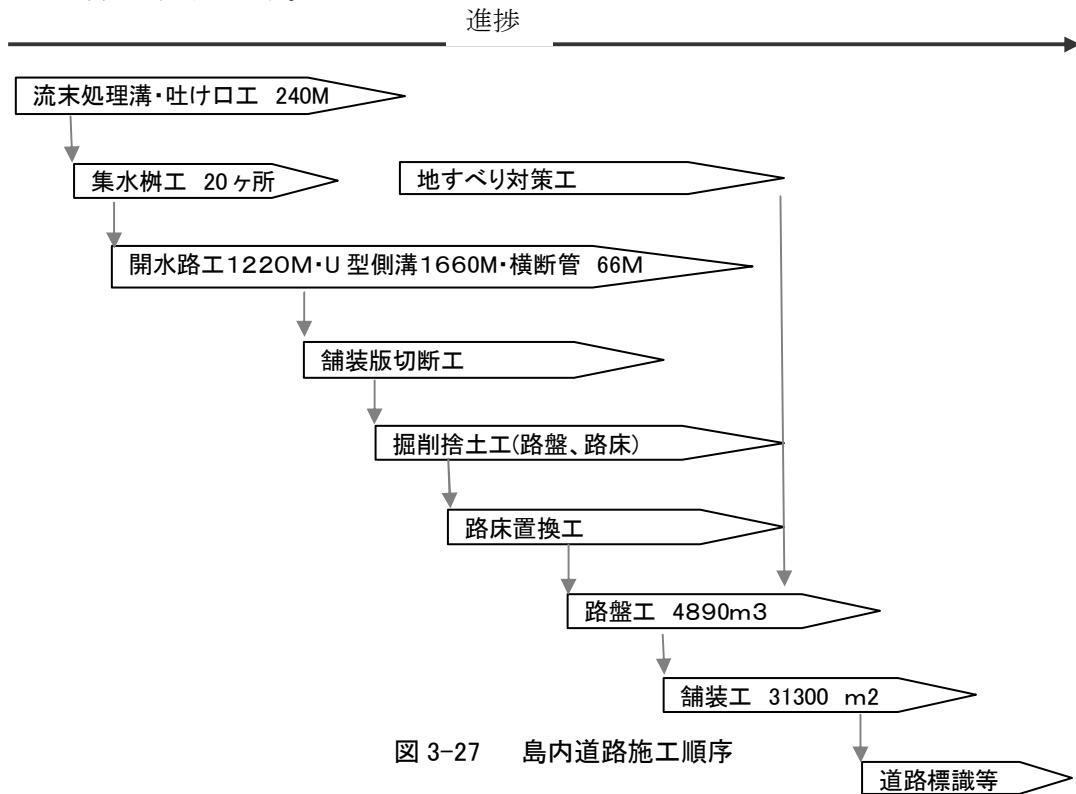 進捗
流末処理溝・吐け口工 240M
集水桝工 20ヶ所
地すべり対策工
開水路工1220M・U型側溝1660M・横断管 66M
舗装版切断工
掘削捨土工(路盤、路床)
路床置換工
路盤工 4890m3
舗装工 31300 m2
図 3-27 島内道路施工順序
道路標識等